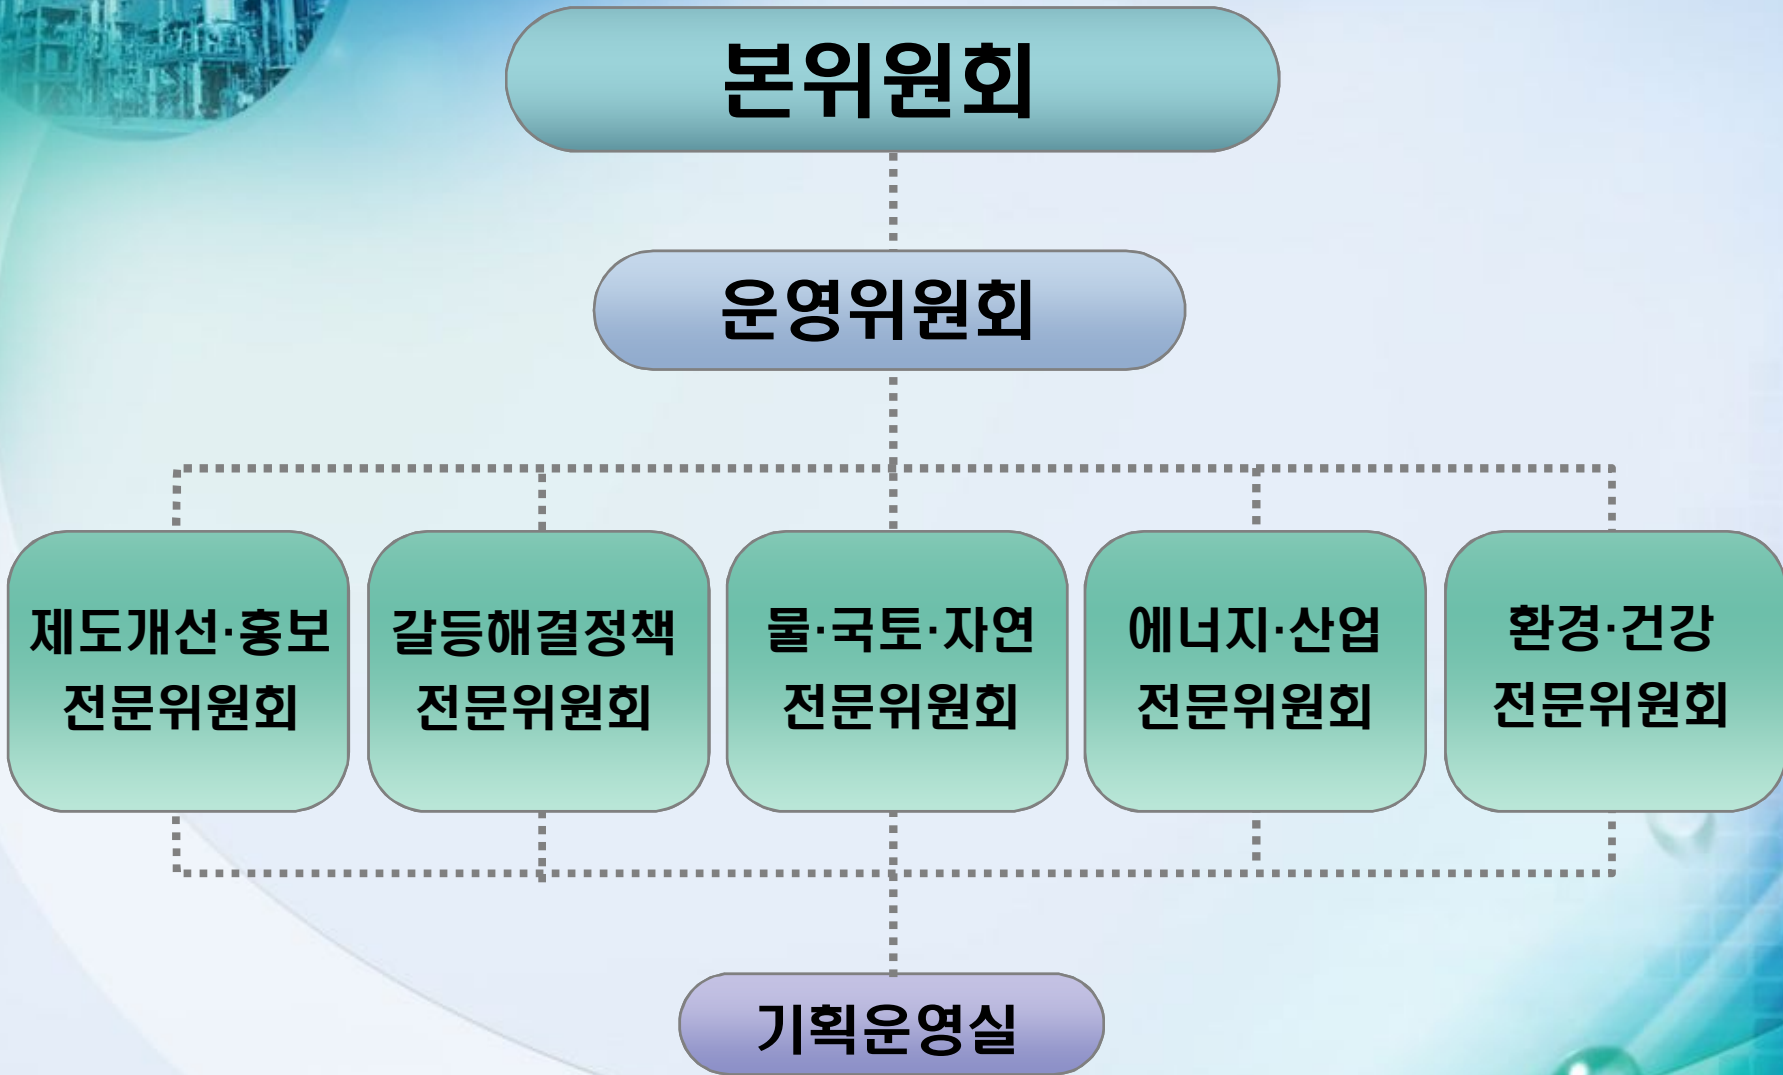 본위원회
운영위원회
제도개선·홍보
전문위원회
갈등해결정책
전문위원회
물·국토·자연
전문위원회
에너지·산업
전문위원회
환경·건강
전문위원회
기획운영실